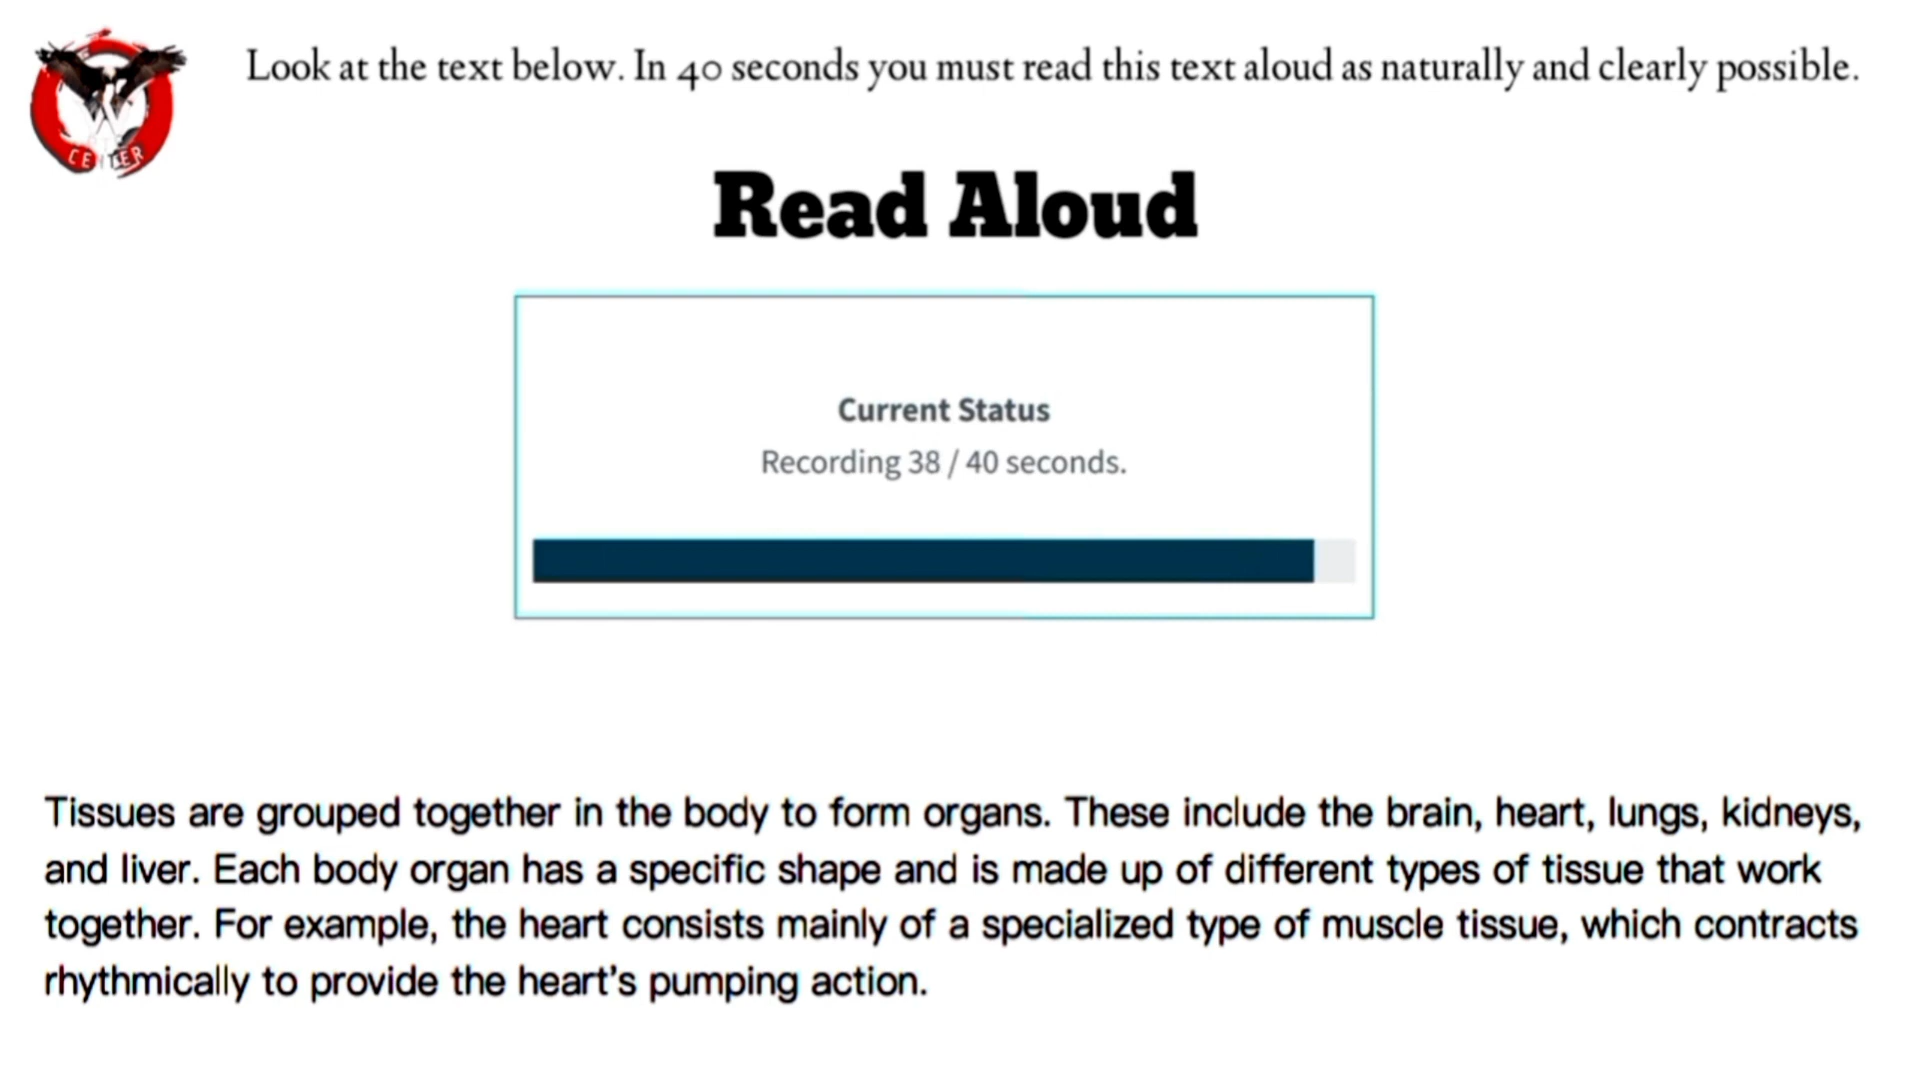 Look at the text below. In 40 seconds you must read this text aloud as naturally and clearly possible.
CENTER
Read Aloud
Current Status
Recording 38 / 40 seconds.
Tissues are grouped together in the body to form organs. These include the brain, heart, lungs, kidneys,
and liver. Each body organ has a specific shape and is made up of different types of tissue that work
together. For example, the heart consists mainly of a specialized type of muscle tissue, which contracts
rhythmically to provide the heart's pumping action.